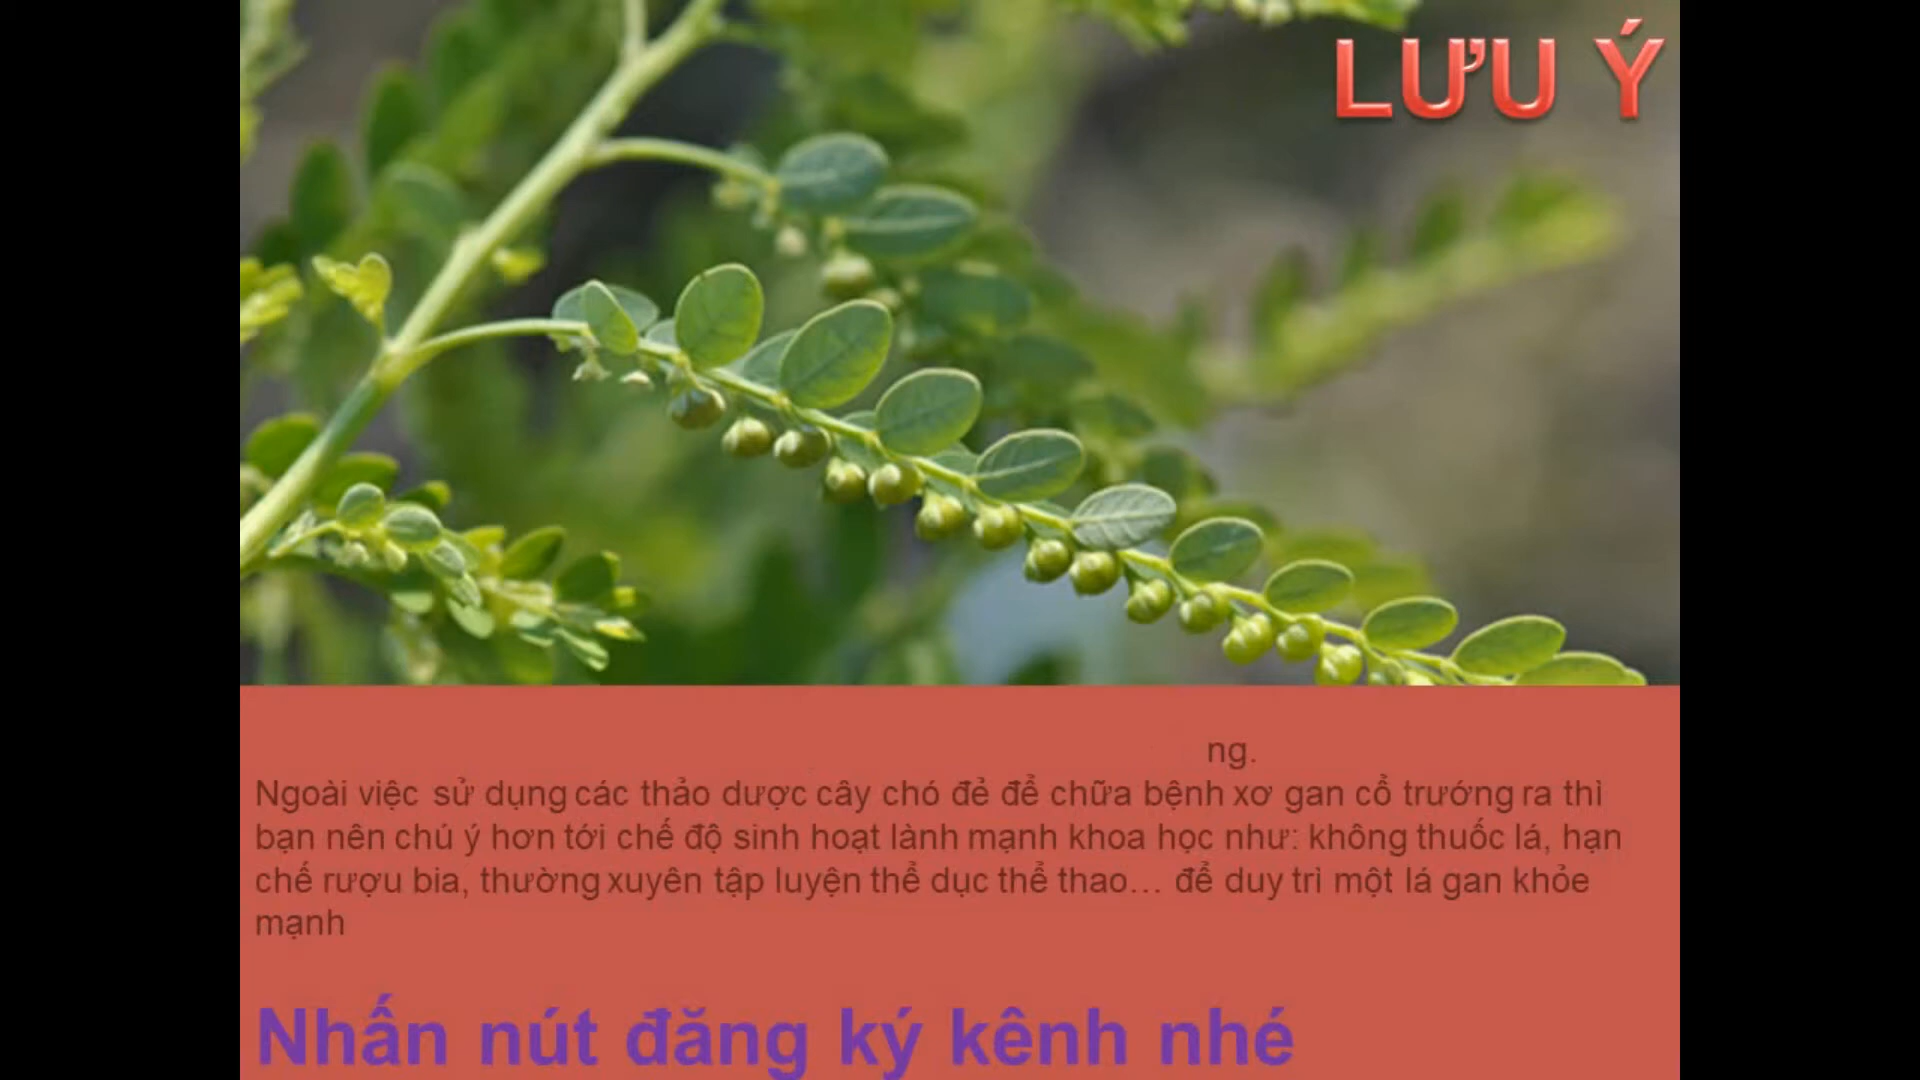 LƯU Ý
ng.
Ngoài việc sử dụng các thảo dược cây chó đẻ để chữa bệnh xơ gan cổ trướng ra thì
bạn nên chú ý hơn tới chế độ sinh hoạt lành mạnh khoa học như: không thuốc lá, hạn
chế rượu bia, thường xuyên tập luyện thể dục thể thao… để duy trì một lá gan khỏe
mạnh
Nhấn nút đăng ký kênh nhé